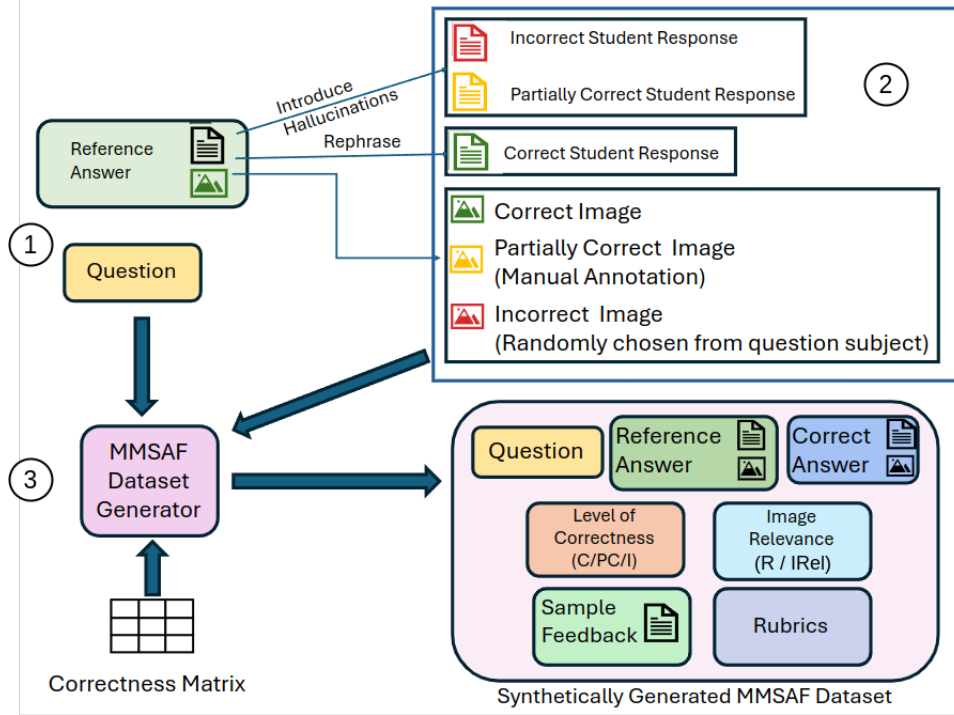 Incorrect Student Response
Partially Correct Student Response
2
Introduce
Hallucinations
Reference
Answer
Rephrase
Correct Student Response
Correct Image
Partially Correct Image
(Manual Annotation)
Incorrect Image
(Randomly chosen from question subject)
1
Question
3
MMSAF
Dataset
Generator
Correctness Matrix
Question
Reference
Answer
Correct
Answer
Level of
Correctness
(C/PC/I)
Image
Relevance
(R / IRel)
Sample
Feedback
Rubrics
Synthetically Generated MMSAF Dataset